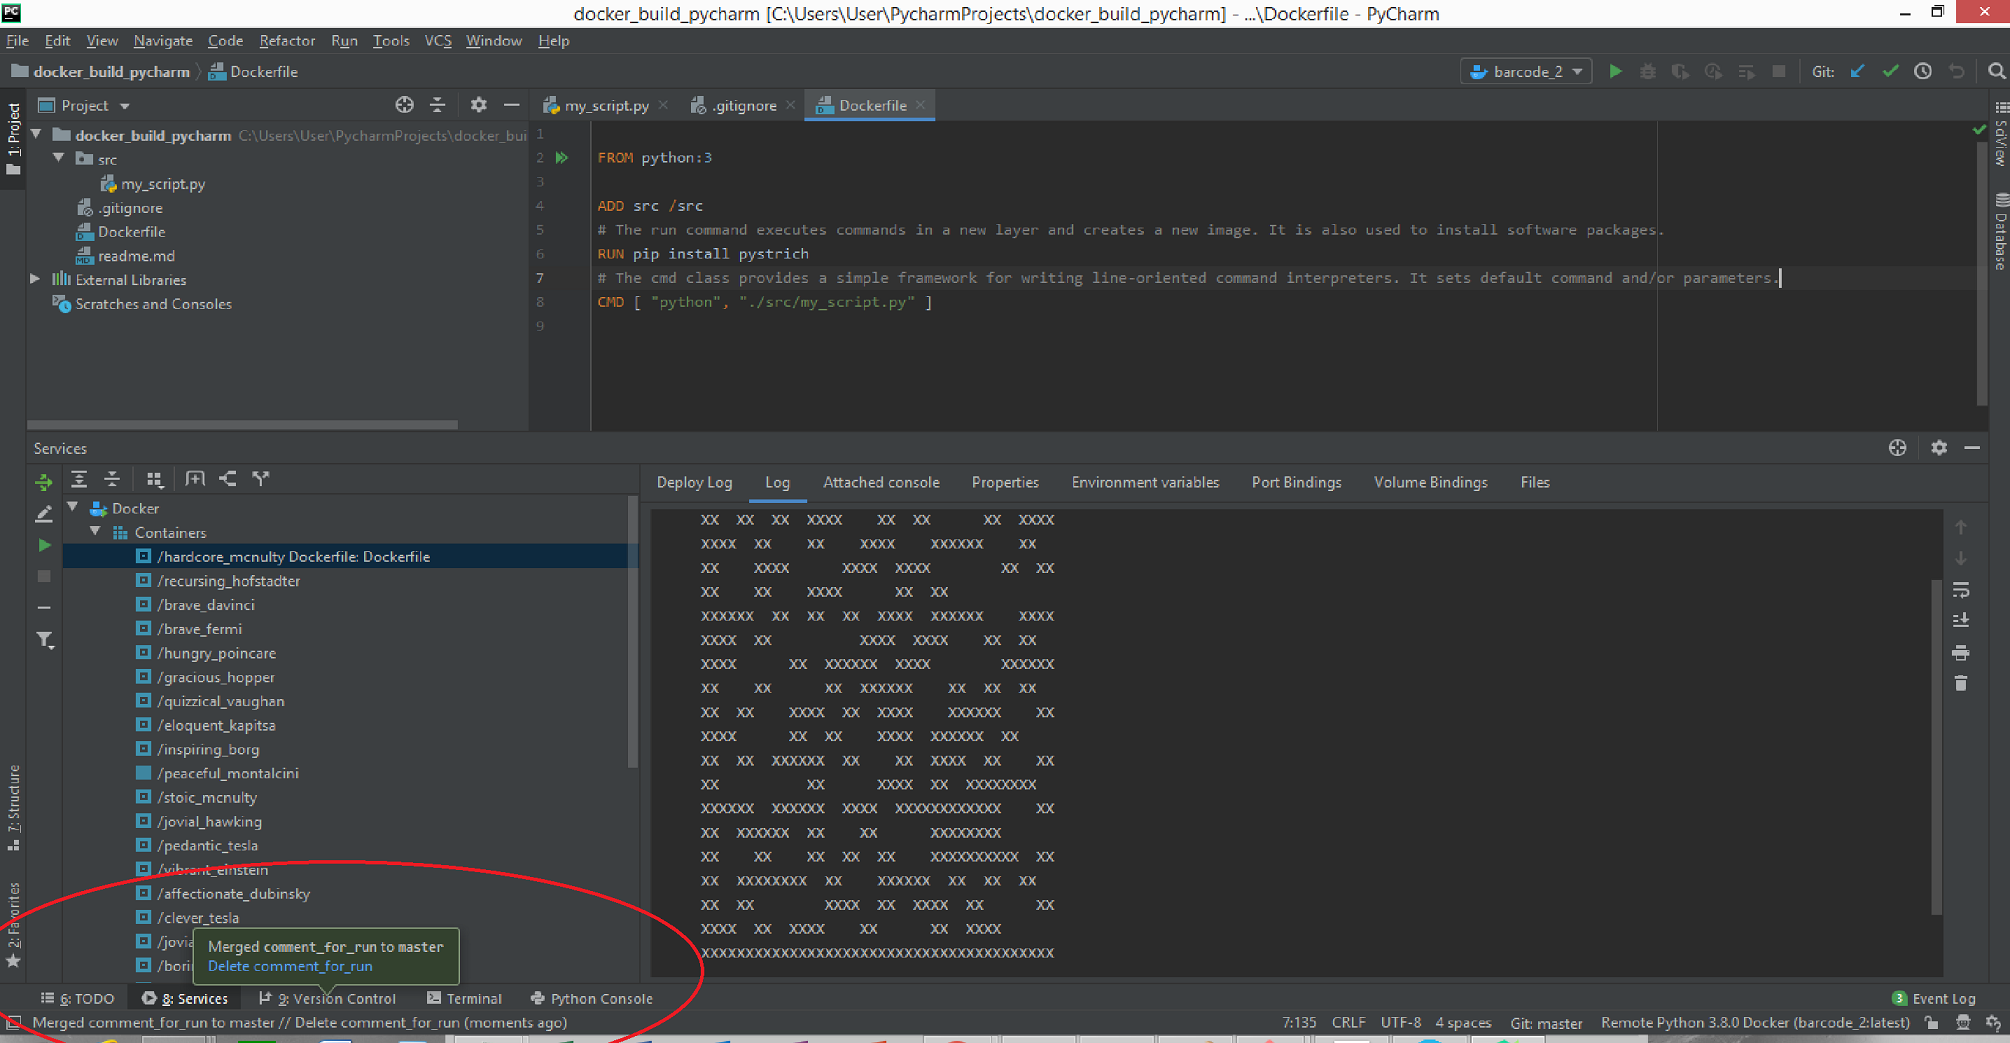 PC
docker_build_pycharm [C:\Users\User\PycharmProjects\docker_build_pycharm] - ...\Dockerfile - PyCharm
File Edit View Navigate Code Refactor Run Tools VCS Window Help
docker_build_pycharm Dockerfile
barcode_2
Git:
1: Project
Project
my_script.py
.gitignore
Dockerfile
docker_build_pycharm C:\Users\User\PycharmProjects\docker_bui
src
my_script.py
.gitignore
Dockerfile
readme.md
External Libraries
Scratches and Consoles
1
2 FROM python:3
3
4 ADD src /src
5 # The run command executes commands in a new layer and creates a new image. It is also used to install software packages.
6 RUN pip install pystrich
7 # The cmd class provides a simple framework for writing line-oriented command interpreters. It sets default command and/or parameters.
8 CMD [ "python", "./src/my_script.py" ]
9
SciView
Database
Services
Deploy Log Log Attached console Properties Environment variables Port Bindings Volume Bindings Files
Docker
Containers
/hardcore_mcnulty Dockerfile: Dockerfile
/recursing_hofstadter
/brave_davinci
/brave_fermi
/hungry_poincare
/gracious_hopper
/quizzical_vaughan
/eloquent_kapitsa
/inspiring_borg
/peaceful_montalcini
/stoic_mcnulty
/jovial_hawking
/pedantic_tesla
/vibrant_einstein
/affectionate_dubinsky
/clever_tesla
/jovia
/borin
XX  XX  XX  XXXX    XX  XX      XX  XXXX
XXXX  XX    XX    XXXX    XXXXXX    XX
XX    XXXX      XXXX  XXXX        XX  XX
XX    XX    XXXX      XX  XX
XXXXXX  XX  XX  XX  XXXX  XXXXXX    XXXX
XXXX  XX          XXXX  XXXX    XX  XX
XXXX      XX  XXXXXX  XXXX        XXXXXX
XX    XX      XX  XXXXXX    XX  XX  XX
XX  XX    XXXX  XX  XXXX    XXXXXX    XX
XXXX      XX  XX    XXXX  XXXXXX  XX
XX  XX  XXXXXX  XX    XX  XXXX  XX    XX
XX          XX      XXXX  XX  XXXXXXXX
XXXXXX  XXXXXX  XXXX  XXXXXXXXXXXX    XX
XX  XXXXXX  XX    XX      XXXXXXXX
XX    XX    XX  XX  XX    XXXXXXXXXX  XX
XX  XXXXXXXX  XX    XXXXXX  XX  XX  XX
XX  XX        XXXX  XX  XXXX  XX      XX
XXXX  XX  XXXX    XX      XX  XXXX
XXXXXXXXXXXXXXXXXXXXXXXXXXXXXXXXXXXXXXXX
7: Structure
2: Favorites
Merged comment_for_run to master
Delete comment_for_run
6: TODO 8: Services 9: Version Control Terminal Python Console
3 Event Log
Merged comment_for_run to master // Delete comment_for_run (moments ago)
7:135 CRLF UTF-8 4 spaces Git: master Remote Python 3.8.0 Docker (barcode_2:latest)